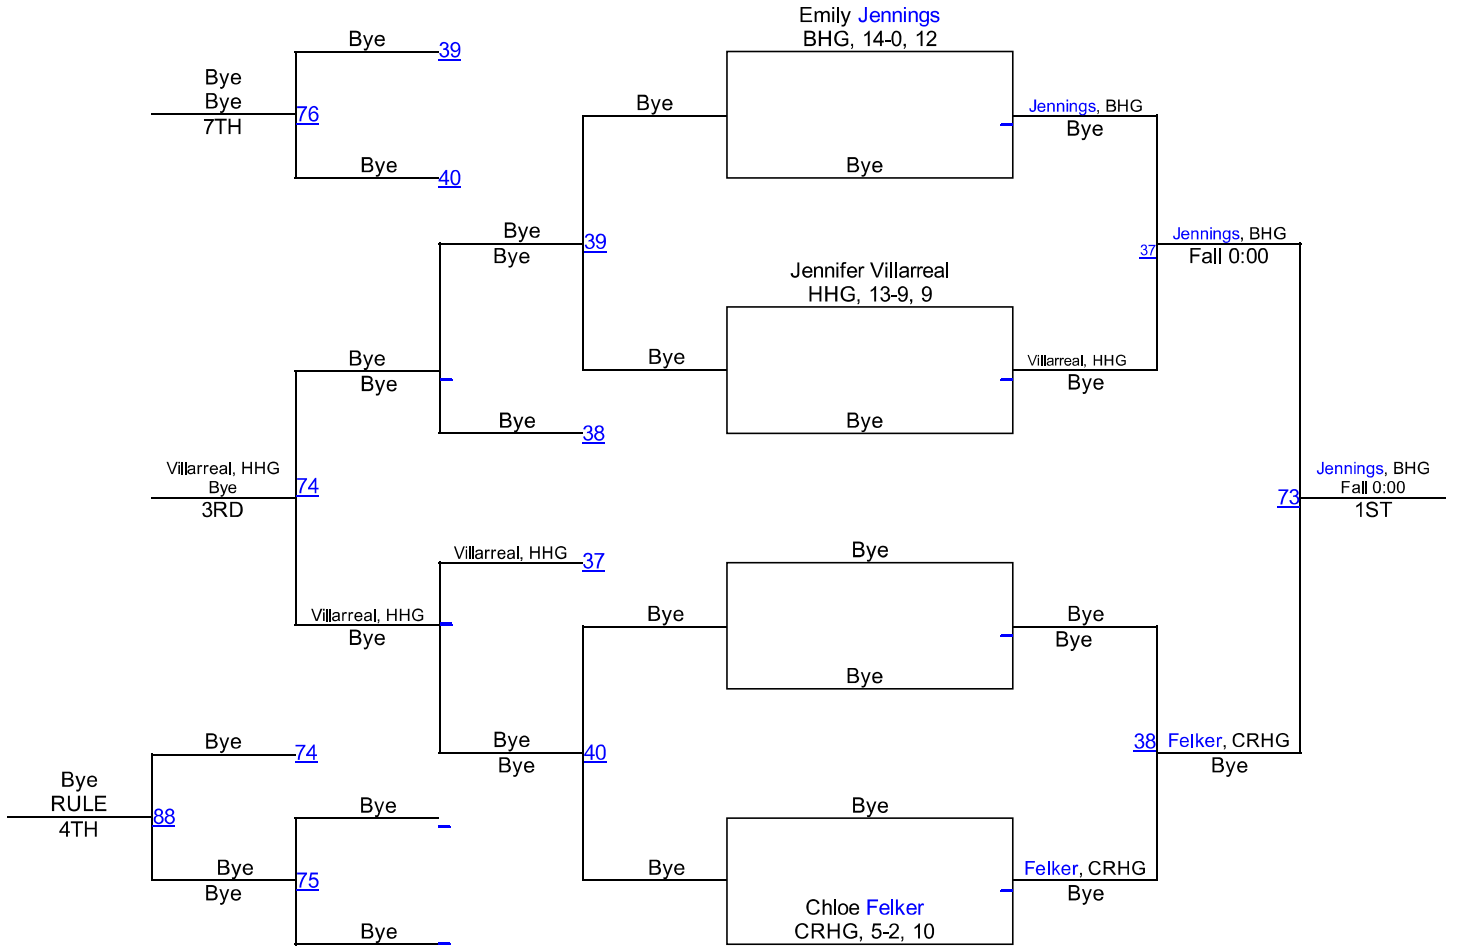 Emily Jennings
BHG, 14-0, 12
Bye
39
Bye
Bye
76
7TH
Bye
Jennings, BHG
Bye
Bye
40
Bye
Bye
Bye
39
Jennings, BHG
37
Fall 0:00
Jennifer Villarreal
HHG, 13-9, 9
Bye
Bye
Bye
Villarreal, HHG
Bye
Bye
38
Bye
Villarreal, HHG
Bye
74
3RD
Jennings, BHG
Fall 0:00
73
1ST
Villarreal, HHG
37
Bye
Villarreal, HHG
Bye
Bye
Bye
Bye
Bye
Bye
74
Bye
Bye
40
38
Felker, CRHG
Bye
Bye
RULE
88
4TH
Bye
Bye
Bye
Bye
75
Bye
Felker, CRHG
Bye
Chloe Felker
CRHG, 5-2, 10
Bye